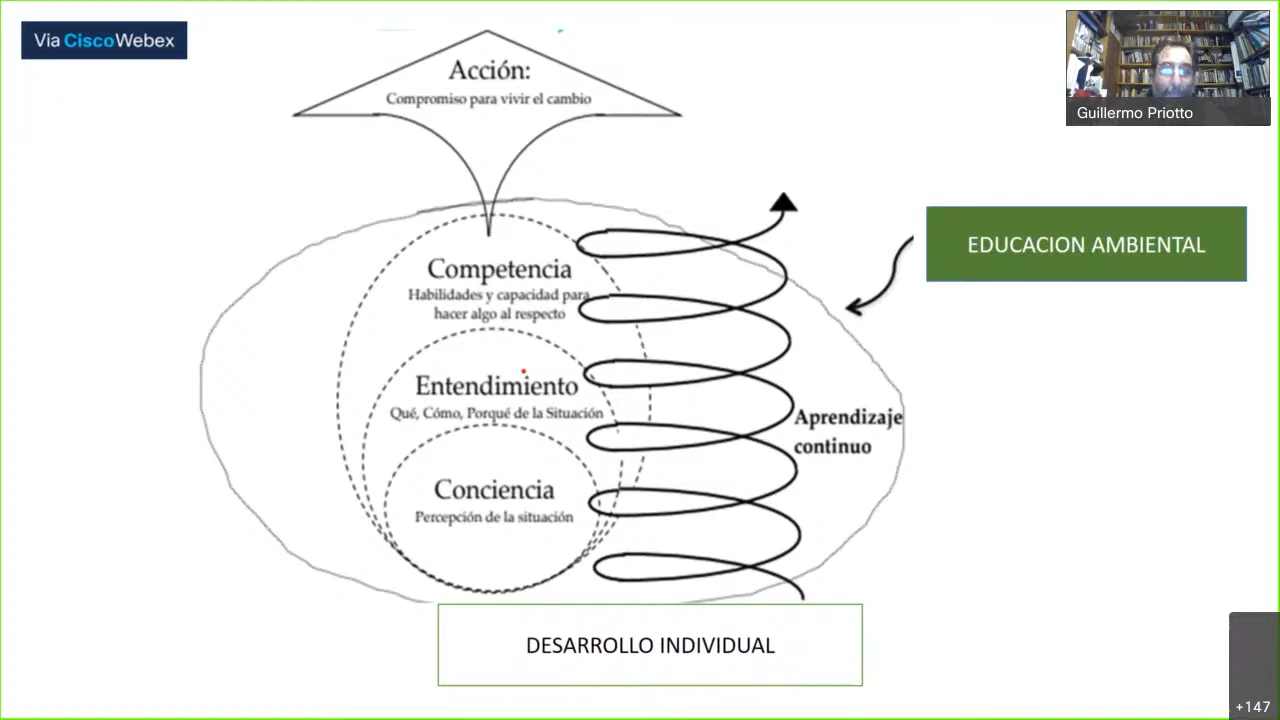 Via CiscoWebex
Acción:
Compromiso para vivir el cambio
Guillermo Priotto
EDUCACION AMBIENTAL
Competencia
Habilidades y capacidad para
hacer algo al respecto
Entendimiento
Qué, Cómo, Porqué de la Situación
Aprendizaje
continuo
Conciencia
Percepción de la situación
DESARROLLO INDIVIDUAL
+147